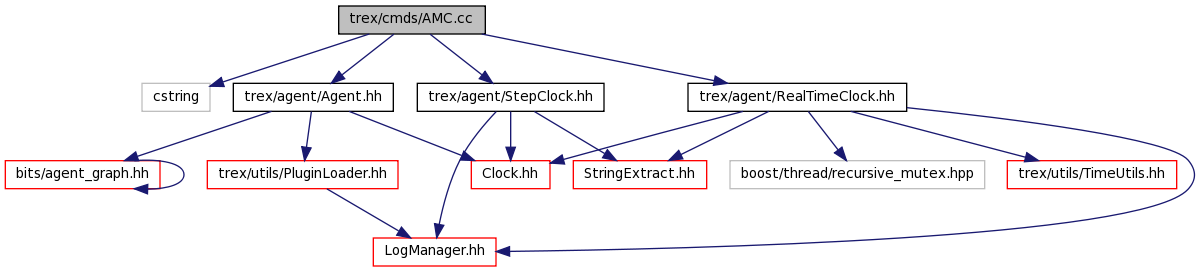 trex/cmds/AMC.cc
cstring
trex/agent/Agent.hh
trex/agent/StepClock.hh
trex/agent/RealTimeClock.hh
bits/agent_graph.hh
trex/utils/PluginLoader.hh
Clock.hh
StringExtract.hh
boost/thread/recursive_mutex.hpp
trex/utils/TimeUtils.hh
LogManager.hh